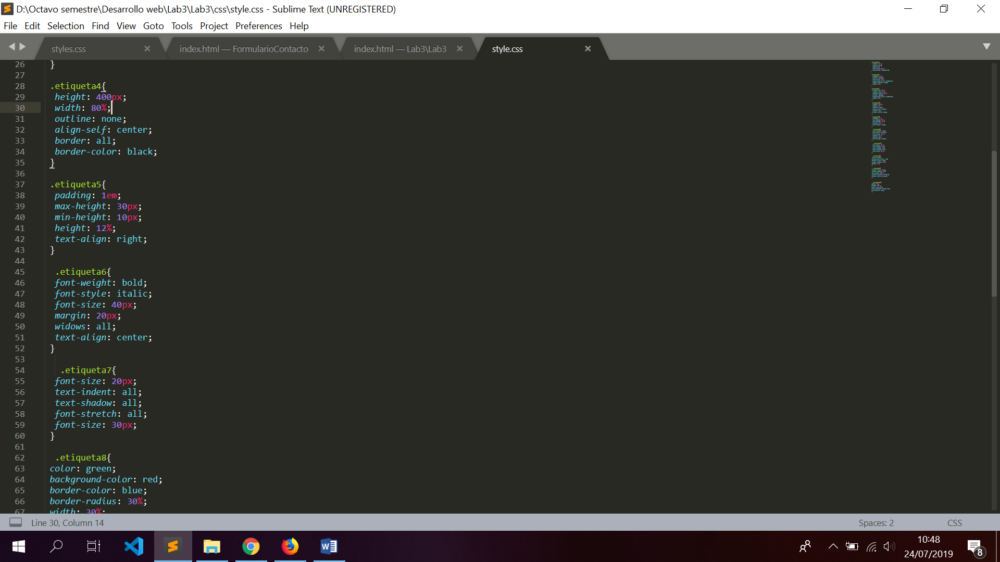 D:\Octavo semestre\Desarrollo web\Lab3\Lab3\css\style.css - Sublime Text (UNREGISTERED)
File Edit Selection Find View Goto Tools Project Preferences Help
styles.css index.html — FormularioContacto index.html — Lab3\Lab3 style.css
26 }
27
28 .etiqueta4{
29 height: 400px;
30 width: 80%;
31 outline: none;
32 align-self: center;
33 border: all;
34 border-color: black;
35 }
36
37 .etiqueta5{
38 padding: 1em;
39 max-height: 30px;
40 min-height: 10px;
41 height: 12%;
42 text-align: right;
43 }
44
45 .etiqueta6{
46 font-weight: bold;
47 font-style: italic;
48 font-size: 40px;
49 margin: 20px;
50 widows: all;
51 text-align: center;
52 }
53
54 .etiqueta7{
55 font-size: 20px;
56 text-indent: all;
57 text-shadow: all;
58 font-stretch: all;
59 font-size: 30px;
60 }
61
62 .etiqueta8{
63 color: green;
64 background-color: red;
65 border-color: blue;
66 border-radius: 30%;
67 width: 30%;
Line 30, Column 14 Spaces: 2 CSS
10:48
24/07/2019
8